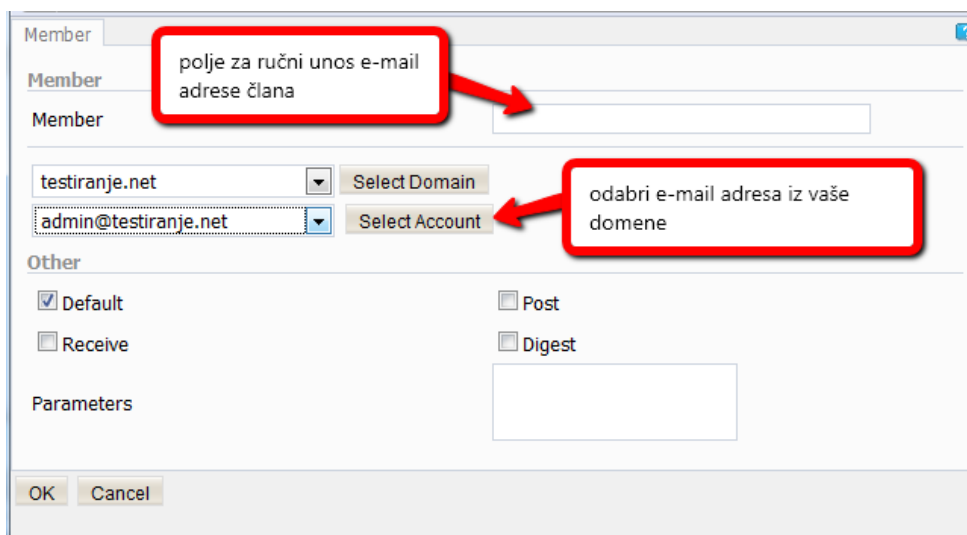 Member
polje za ručni unos e-mail
adrese člana
Member
Member
testiranje.net
Select Domain
admin@testiranje.net
Select Account
odabri e-mail adresa iz vaše
domene
Other
Default
Post
Receive
Digest
Parameters
OK
Cancel